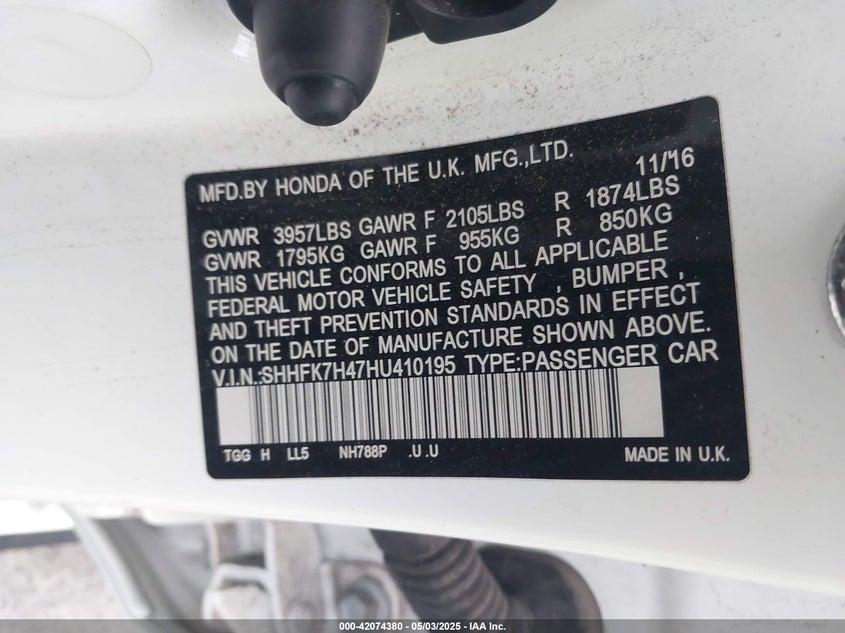 MFD.BY HONDA OF THE U.K. MFG.,LTD. 11/'16
GVWR 3957LBS GAWR F 2105LBS R 1874LBS
GVWR 1795KG GAWR F 955KG R 850KG
THIS VEHICLE CONFORMS TO ALL APPLICABLE
FEDERAL MOTOR VEHICLE SAFETY , BUMPER ,
AND THEFT PREVENTION STANDARDS IN EFFECT
ON THE DATE OF MANUFACTURE SHOWN ABOVE.
V.I.N.:SHHFK7H47HU410195 TYPE:PASSENGER CAR
TGG H LL5 NH788P .U .U MADE IN U.K.
000-42074380 - 05/03/2025 - IAA Inc.